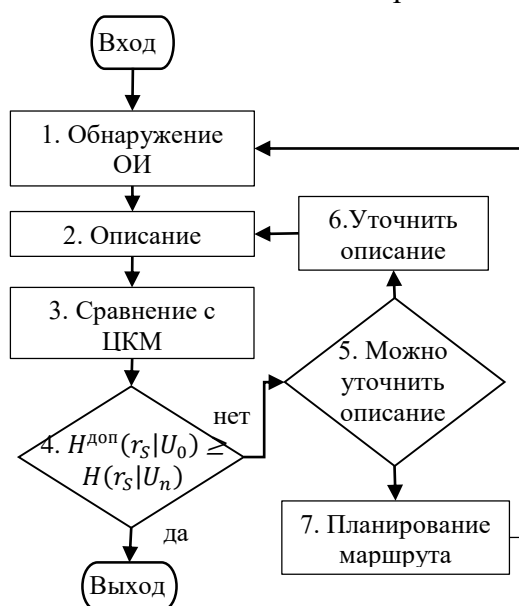 Вход
1. Обнаружение
ОИ
2. Описание
3. Сравнение с
ЦКМ
4. 𝐻ᵈᵒⁿ(𝑟_𝑆|𝑈_0) ≥
𝐻(𝑟_𝑆|𝑈_𝑛)
нет
да
Выход
5. Можно
уточнить
описание
6.Уточнить
описание
7. Планирование
маршрута